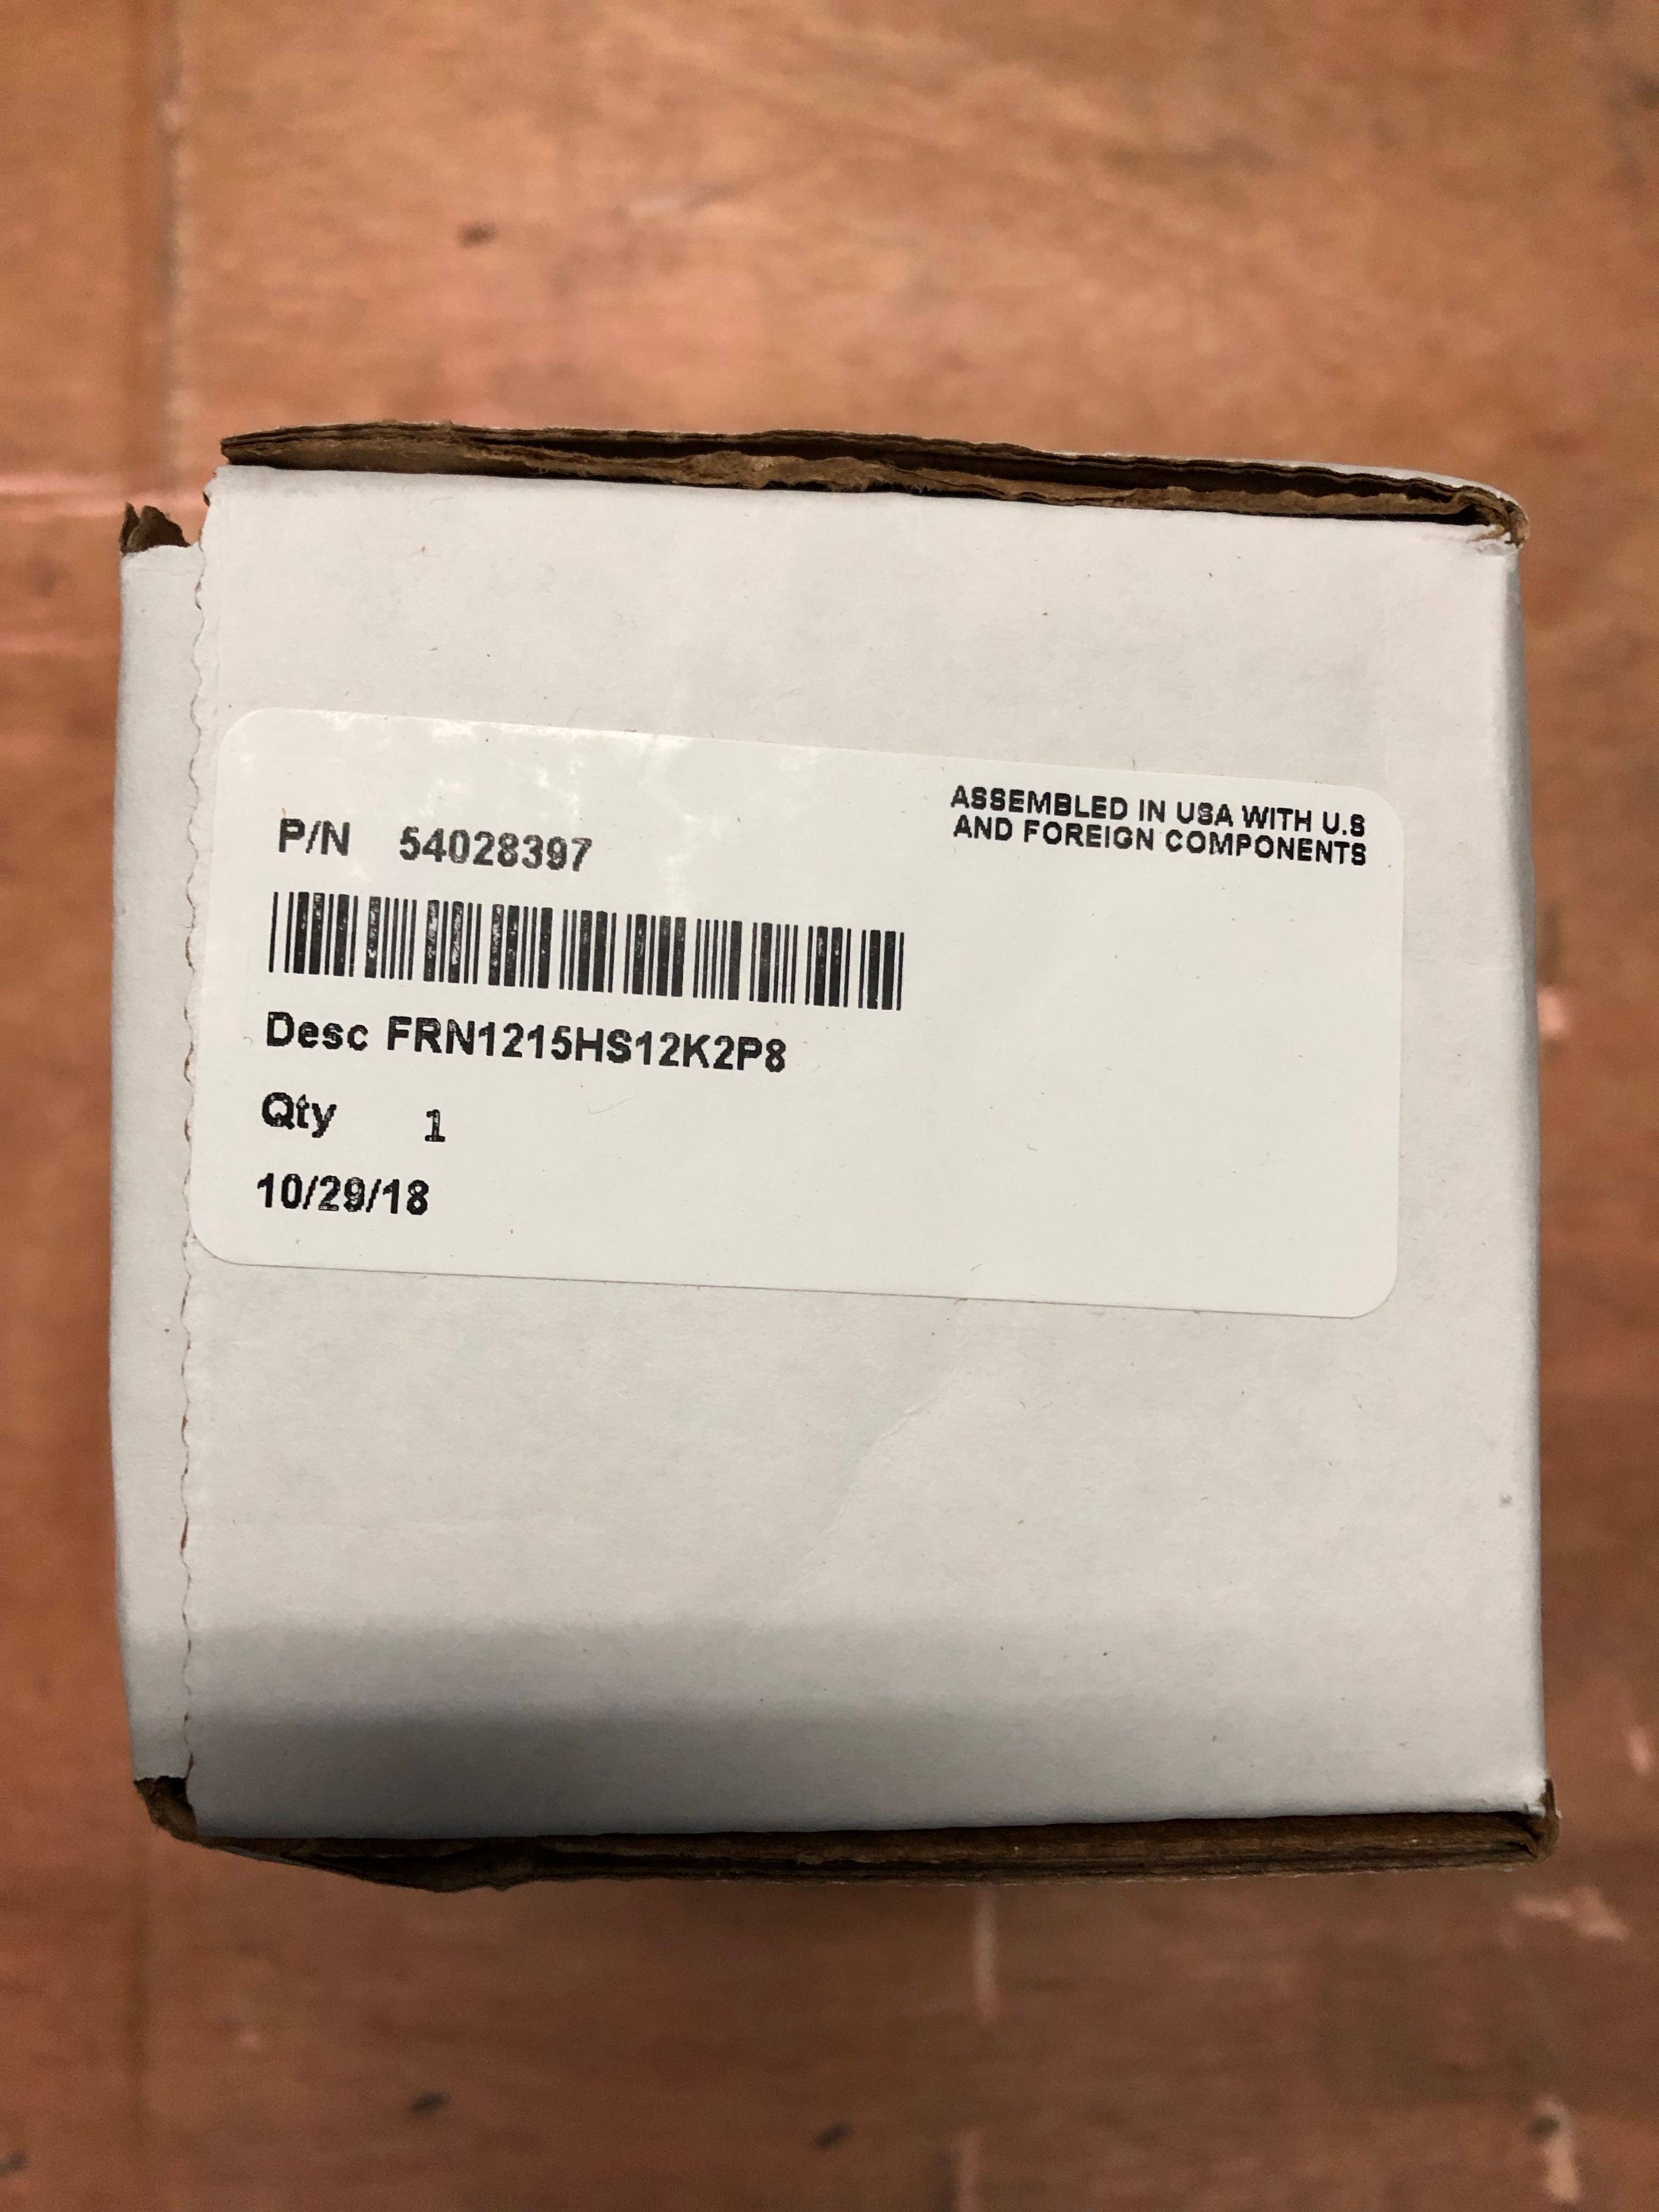 ASSEMBLED IN USA WITH U.S
AND FOREIGN COMPONENTS
P/N 54028397
Desc FRN1215HS12K2P8
Qty 1
10/29/18